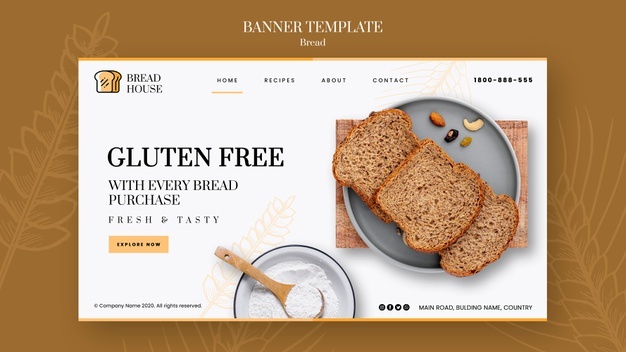 BANNER TEMPLATE
Bread
BREAD
HOUSE
HOME RECIPES ABOUT CONTACT
1800-888-555
GLUTEN FREE
WITH EVERY BREAD
PURCHASE
FRESH & TASTY
EXPLORE NOW
© Company Name 2020. All rights reserved.
MAIN ROAD, BULDING NAME, COUNTRY